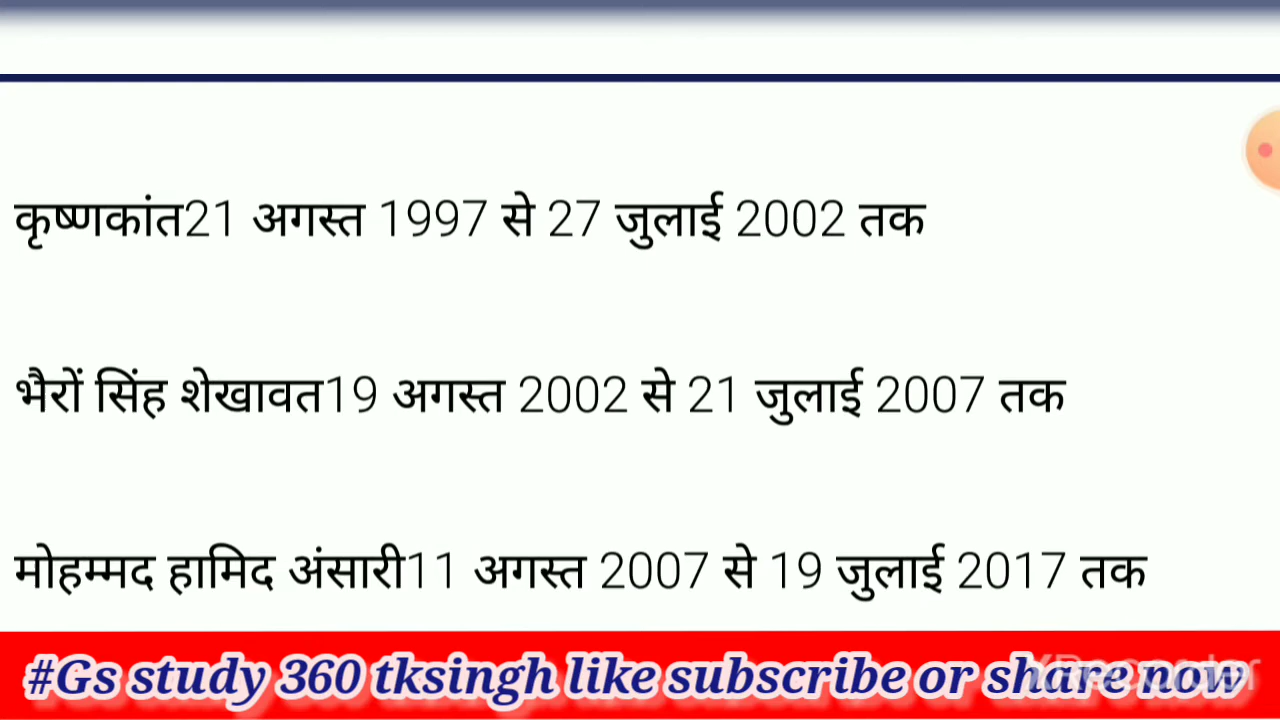 कृष्णकांत21 अगस्त 1997 से 27 जुलाई 2002 तक
भैरों सिंह शेखावत19 अगस्त 2002 से 21 जुलाई 2007 तक
मोहम्मद हामिद अंसारी11 अगस्त 2007 से 19 जुलाई 2017 तक
#Gs study 360 tksingh like subscribe or share now
XRecorder